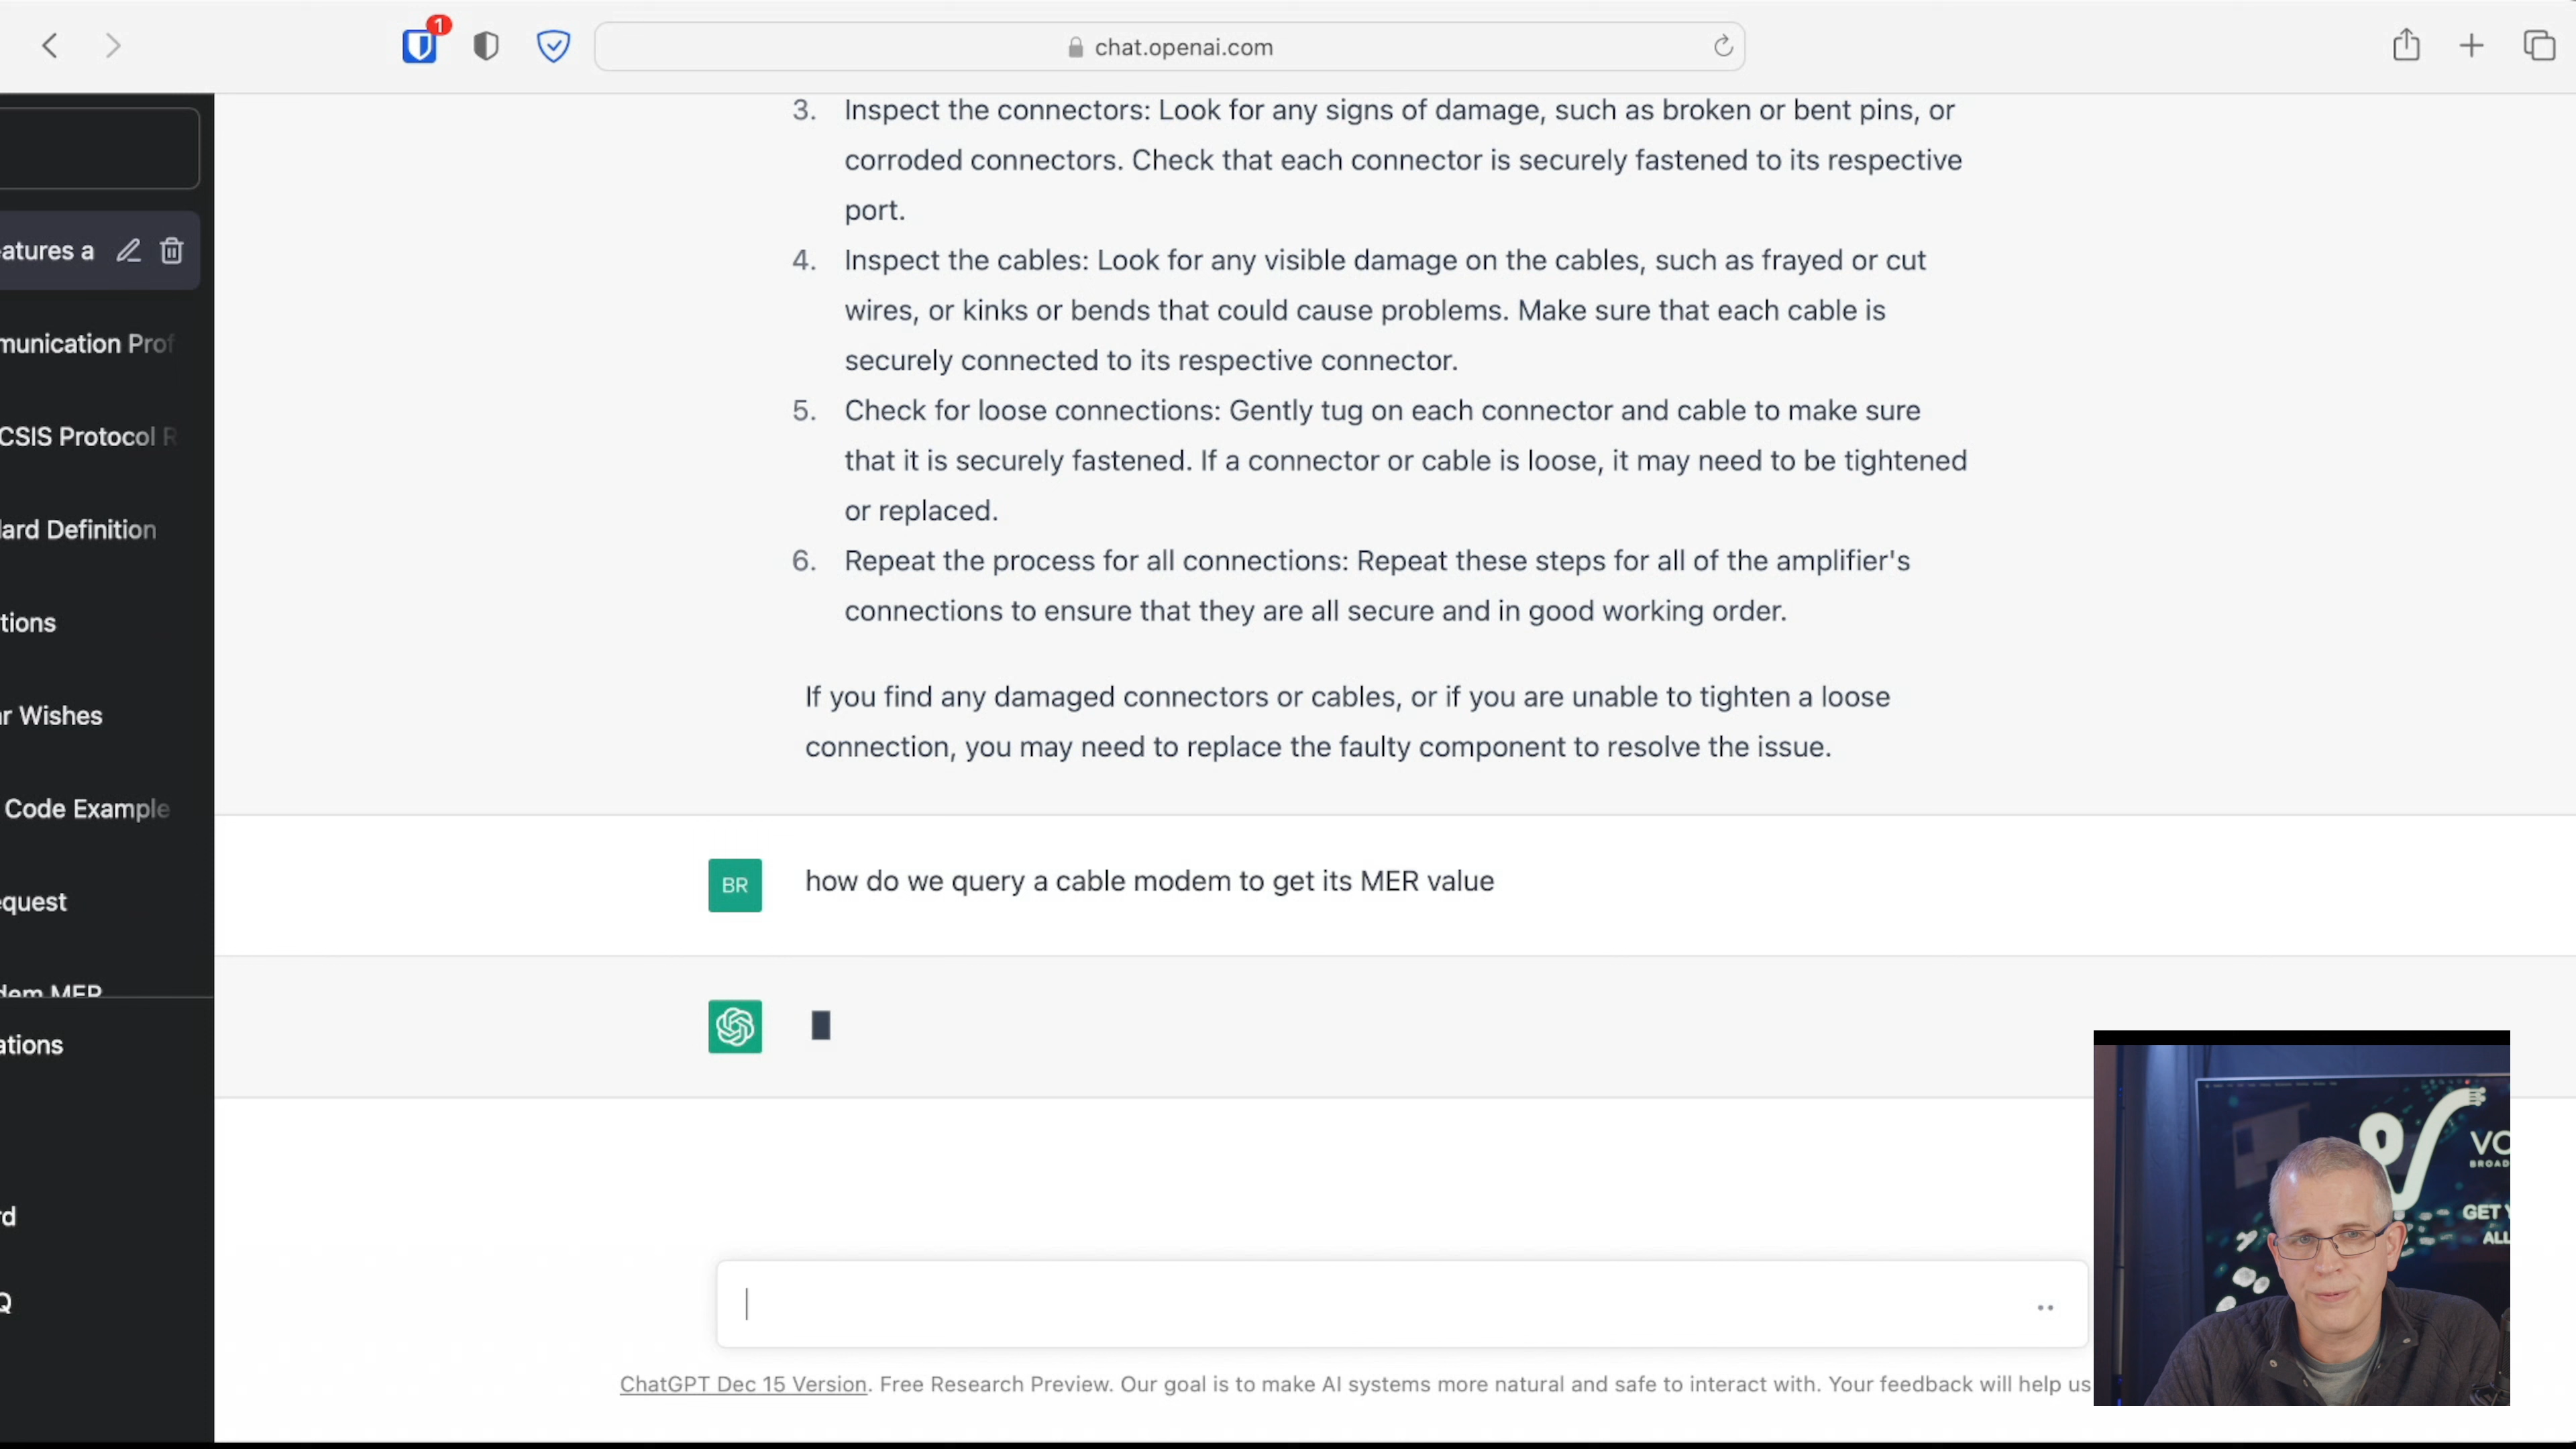 1
chat.openai.com
3. Inspect the connectors: Look for any signs of damage, such as broken or bent pins, or
corroded connectors. Check that each connector is securely fastened to its respective
port.
4. Inspect the cables: Look for any visible damage on the cables, such as frayed or cut
wires, or kinks or bends that could cause problems. Make sure that each cable is
securely connected to its respective connector.
5. Check for loose connections: Gently tug on each connector and cable to make sure
that it is securely fastened. If a connector or cable is loose, it may need to be tightened
or replaced.
6. Repeat the process for all connections: Repeat these steps for all of the amplifier's
connections to ensure that they are all secure and in good working order.
If you find any damaged connectors or cables, or if you are unable to tighten a loose
connection, you may need to replace the faulty component to resolve the issue.
BR how do we query a cable modem to get its MER value
ChatGPT Dec 15 Version. Free Research Preview. Our goal is to make AI systems more natural and safe to interact with. Your feedback will help us
atures a
munication Prof
CSIS Protocol R
lard Definition
tions
ar Wishes
Code Example
equest
dem MER
ations
rd
Q
VO
BROAD
GET Y
ALL